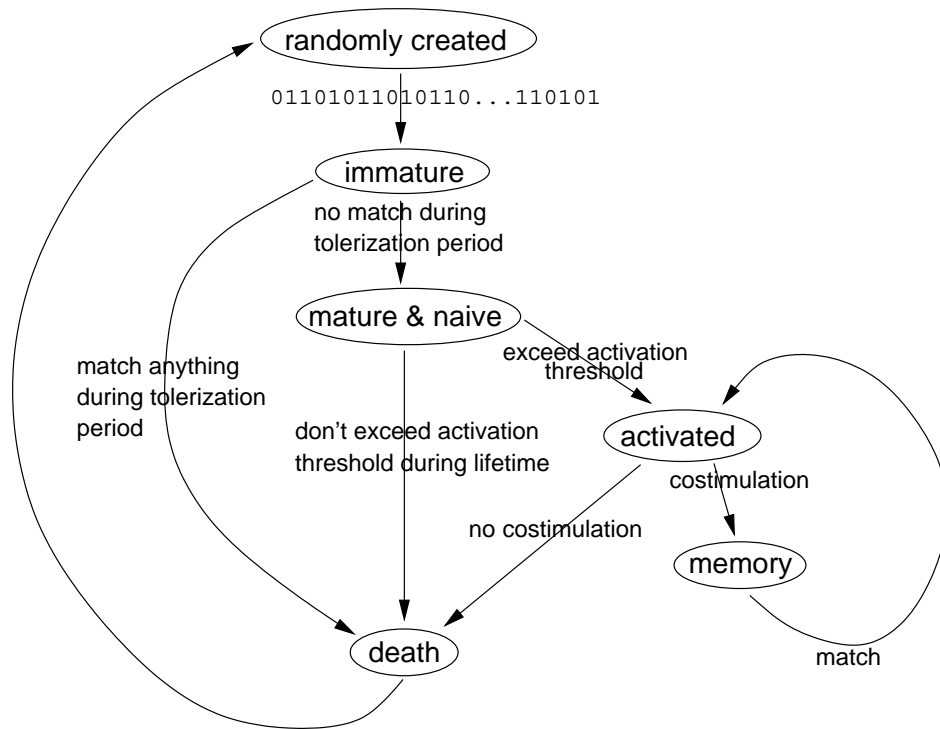 randomly created
01101011010110...110101
immature
no match during
tolerization period
mature & naive
exceed activation
threshold
match anything
during tolerization
period
don't exceed activation
threshold during lifetime
activated
costimulation
no costimulation
memory
death
match